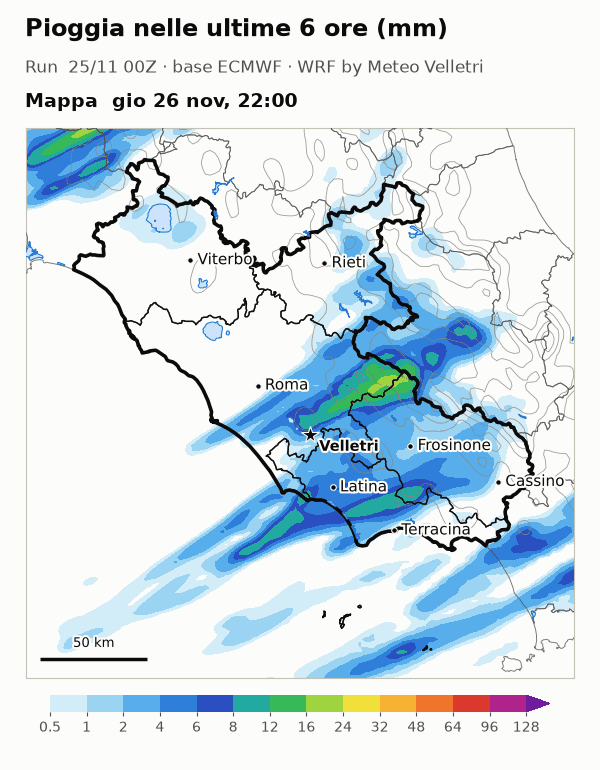 Pioggia nelle ultime 6 ore (mm)
Run  25/11 00Z · base ECMWF · WRF by Meteo Velletri
Mappa  gio 26 nov, 22:00
Viterbo
Rieti
Roma
Velletri
Frosinone
Latina
Cassino
Terracina
50 km
0.5 1 2 4 6 8 12 16 24 32 48 64 96 128